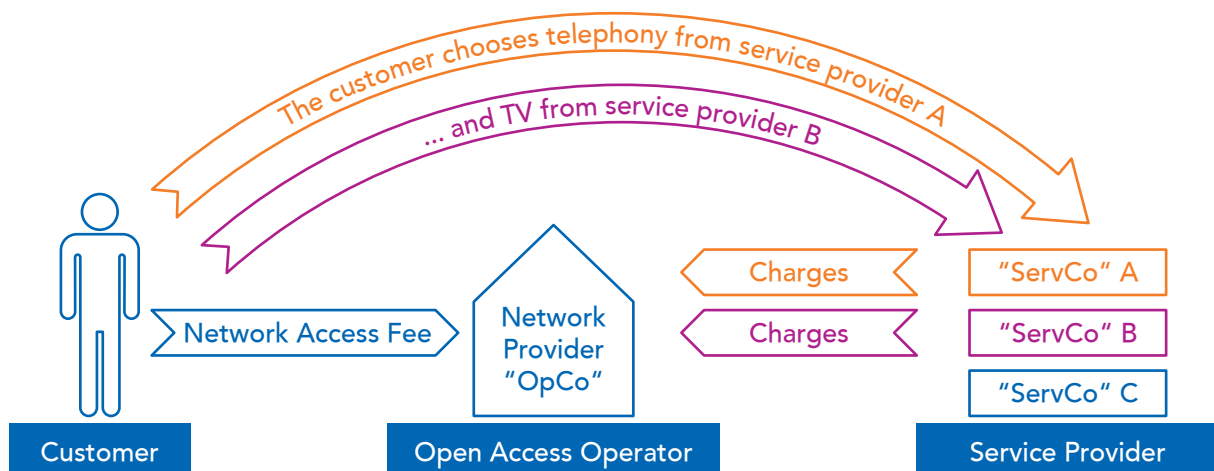 The customer chooses telephony from service provider A
... and TV from service provider B
Charges
“ServCo” A
Network Access Fee
Network
Provider
“OpCo”
Charges
“ServCo” B
“ServCo” C
Customer
Open Access Operator
Service Provider